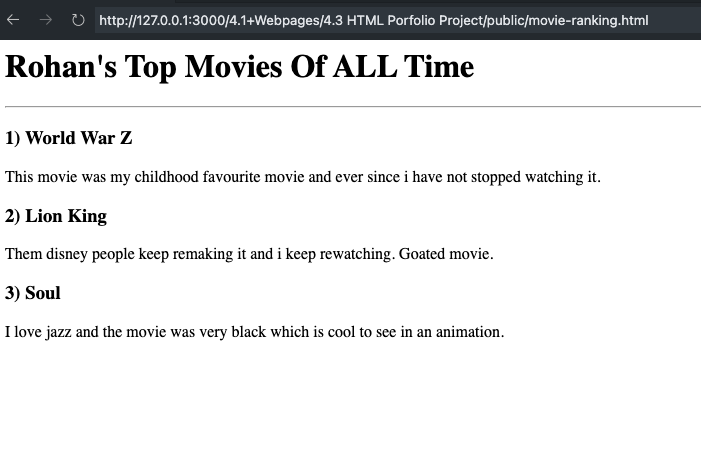 http://127.0.0.1:3000/4.1+Webpages/4.3 HTML Porfolio Project/public/movie-ranking.html
Rohan's Top Movies Of ALL Time
1) World War Z
This movie was my childhood favourite movie and ever since i have not stopped watching it.
2) Lion King
Them disney people keep remaking it and i keep rewatching. Goated movie.
3) Soul
I love jazz and the movie was very black which is cool to see in an animation.